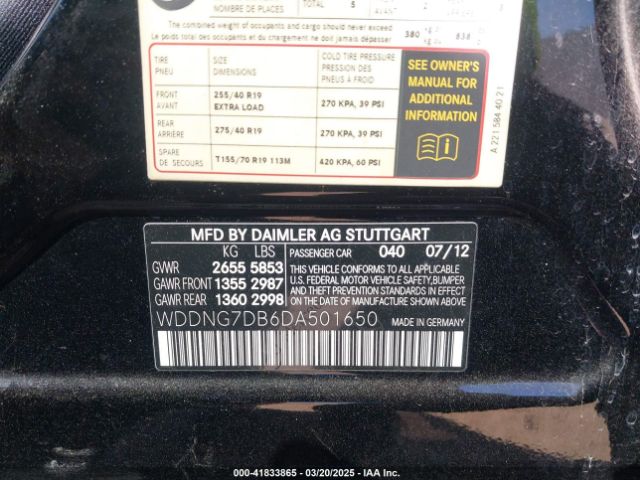 NOMBRE DE PLACES TOTAL 5 AVANT 2
The combined weight of occupants and cargo should never exceed
Le poids total des occupants et du chargement ne doit jamais dépasser 380 kg 838
TIRE SIZE COLD TIRE PRESSURE
PNEU DIMENSIONS PRESSION DES
PNEUS À FROID
FRONT 255/40 R19
AVANT EXTRA LOAD 270 KPA, 39 PSI
REAR
ARRIÈRE 275/40 R19 270 KPA, 39 PSI
SPARE
DE SECOURS T155/70 R19 113M 420 KPA, 60 PSI
SEE OWNER'S
MANUAL FOR
ADDITIONAL
INFORMATION
A 221 584 40 21
MFD BY DAIMLER AG STUTTGART
KG LBS PASSENGER CAR 040 07/12
GVWR 2655 5853
GAWR FRONT 1355 2987
GAWR REAR 1360 2998
THIS VEHICLE CONFORMS TO ALL APPLICABLE
U.S. FEDERAL MOTOR VEHICLE SAFETY, BUMPER
AND THEFT PREVENTION STANDARDS IN EFFECT ON
THE DATE OF MANUFACTURE SHOWN ABOVE.
WDDNG7DB6DA501650 MADE IN GERMANY
© IAA - 41833865 - 03/20/2025 - IAA Inc.